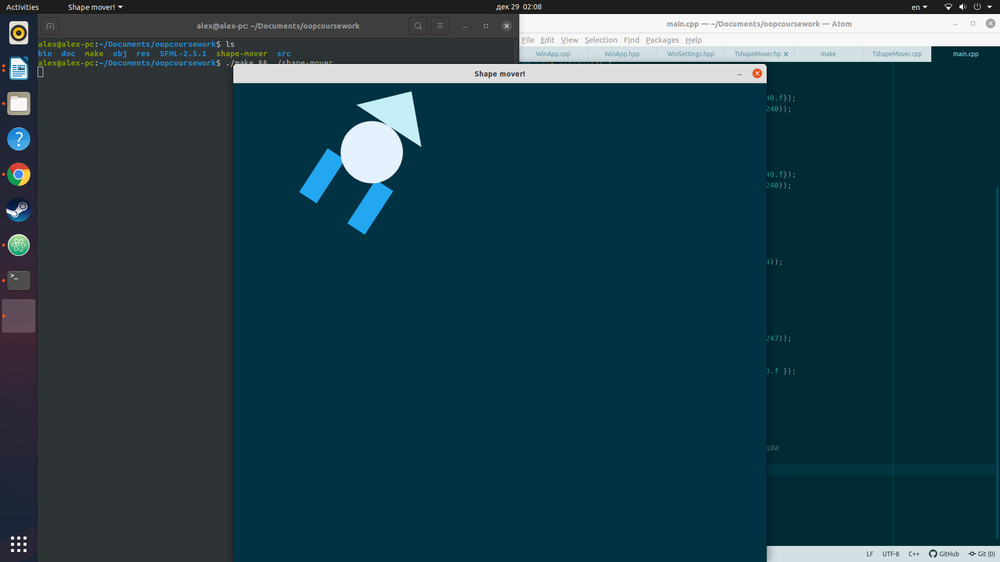 Activities
Shape mover!
дек 29 02:08
en
alex@alex-pc: ~/Documents/oopcoursework
alex@alex-pc:~/Documents/oopcoursework$ ls
bin doc make obj res SFML-2.5.1 shape-mover src
alex@alex-pc:~/Documents/oopcoursework$ ./make && ./shape-mover
>_
Shape mover!
main.cpp — ~/Documents/oopcoursework — Atom
File Edit View Selection Find Packages Help
WinApp.cpp WinApp.hpp WinSettings.hpp TshapeMover.hp make TshapeMover.cpp main.cpp
int main(void) {
40.f});
240));
40.f});
240));
4));
247));
0.f });
gba
LF UTF-8 C++ GitHub Git (0)